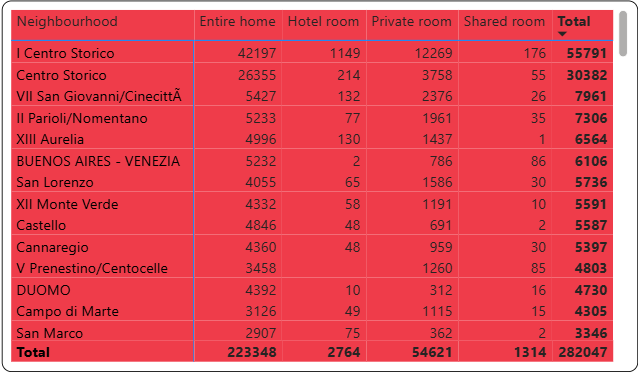 Neighbourhood Entire home Hotel room Private room Shared room Total
I Centro Storico 42197 1149 12269 176 55791
Centro Storico 26355 214 3758 55 30382
VII San Giovanni/CinecittÃ 5427 132 2376 26 7961
II Parioli/Nomentano 5233 77 1961 35 7306
XIII Aurelia 4996 130 1437 1 6564
BUENOS AIRES - VENEZIA 5232 2 786 86 6106
San Lorenzo 4055 65 1586 30 5736
XII Monte Verde 4332 58 1191 10 5591
Castello 4846 48 691 2 5587
Cannaregio 4360 48 959 30 5397
V Prenestino/Centocelle 3458 1260 85 4803
DUOMO 4392 10 312 16 4730
Campo di Marte 3126 49 1115 15 4305
San Marco 2907 75 362 2 3346
Total 223348 2764 54621 1314 282047